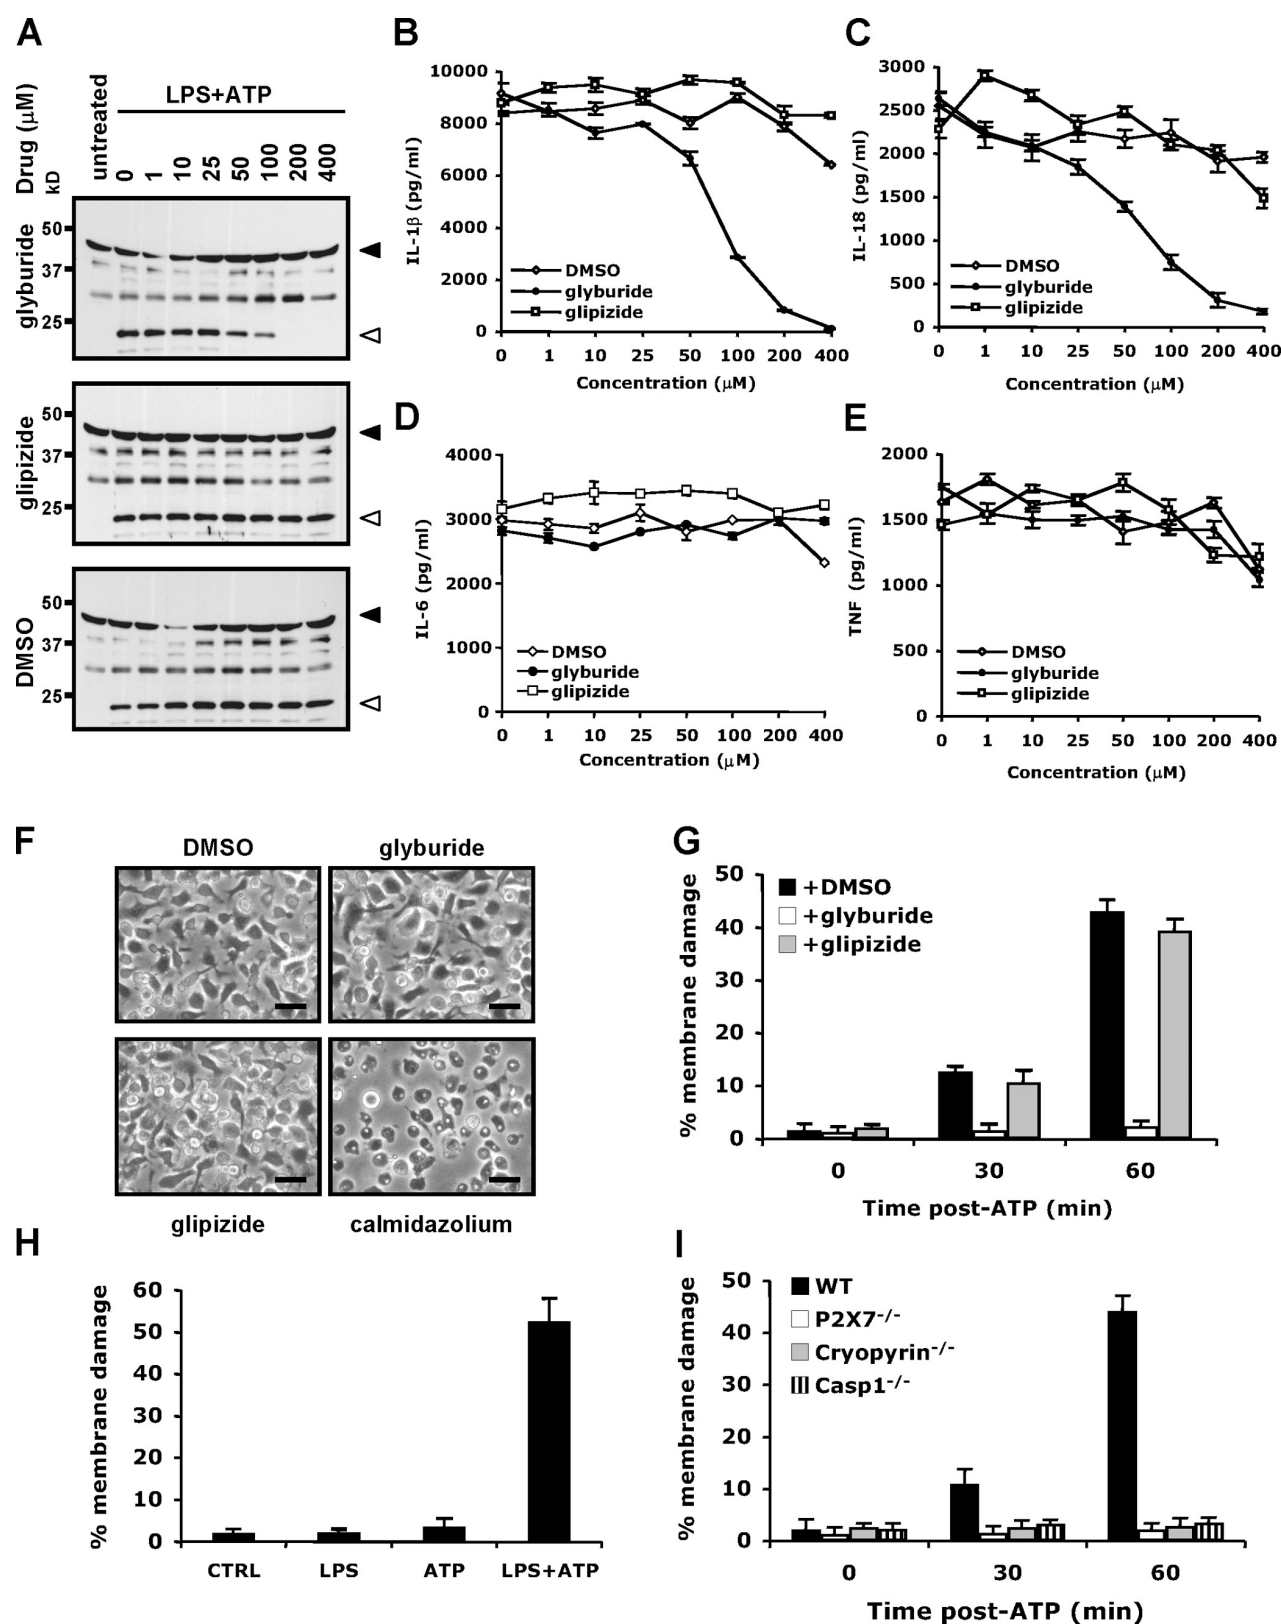 A
Drug (μM)
kD
untreated
LPS+ATP
0 1 10 25 50 100 200 400
glyburide
50
37
25
glipizide
50
37
25
DMSO
50
37
25
B
IL-1β (pg/ml)
10000
8000
6000
4000
2000
0
DMSO
glyburide
glipizide
0 1 10 25 50 100 200 400
Concentration (μM)
C
IL-18 (pg/ml)
3000
2500
2000
1500
1000
500
0
DMSO
glyburide
glipizide
0 1 10 25 50 100 200 400
Concentration (μM)
D
IL-6 (pg/ml)
4000
3000
2000
1000
0
DMSO
glyburide
glipizide
0 1 10 25 50 100 200 400
Concentration (μM)
E
TNF (pg/ml)
2000
1500
1000
500
0
DMSO
glyburide
glipizide
0 1 10 25 50 100 200 400
Concentration (μM)
F
DMSO glyburide
glipizide calmidazolium
G
% membrane damage
50
40
30
20
10
0
+DMSO
+glyburide
+glipizide
0 30 60
Time post-ATP (min)
H
% membrane damage
60
50
40
30
20
10
0
CTRL LPS ATP LPS+ATP
I
% membrane damage
50
40
30
20
10
0
WT
P2X7-/-
Cryopyrin-/-
Casp1-/-
0 30 60
Time post-ATP (min)